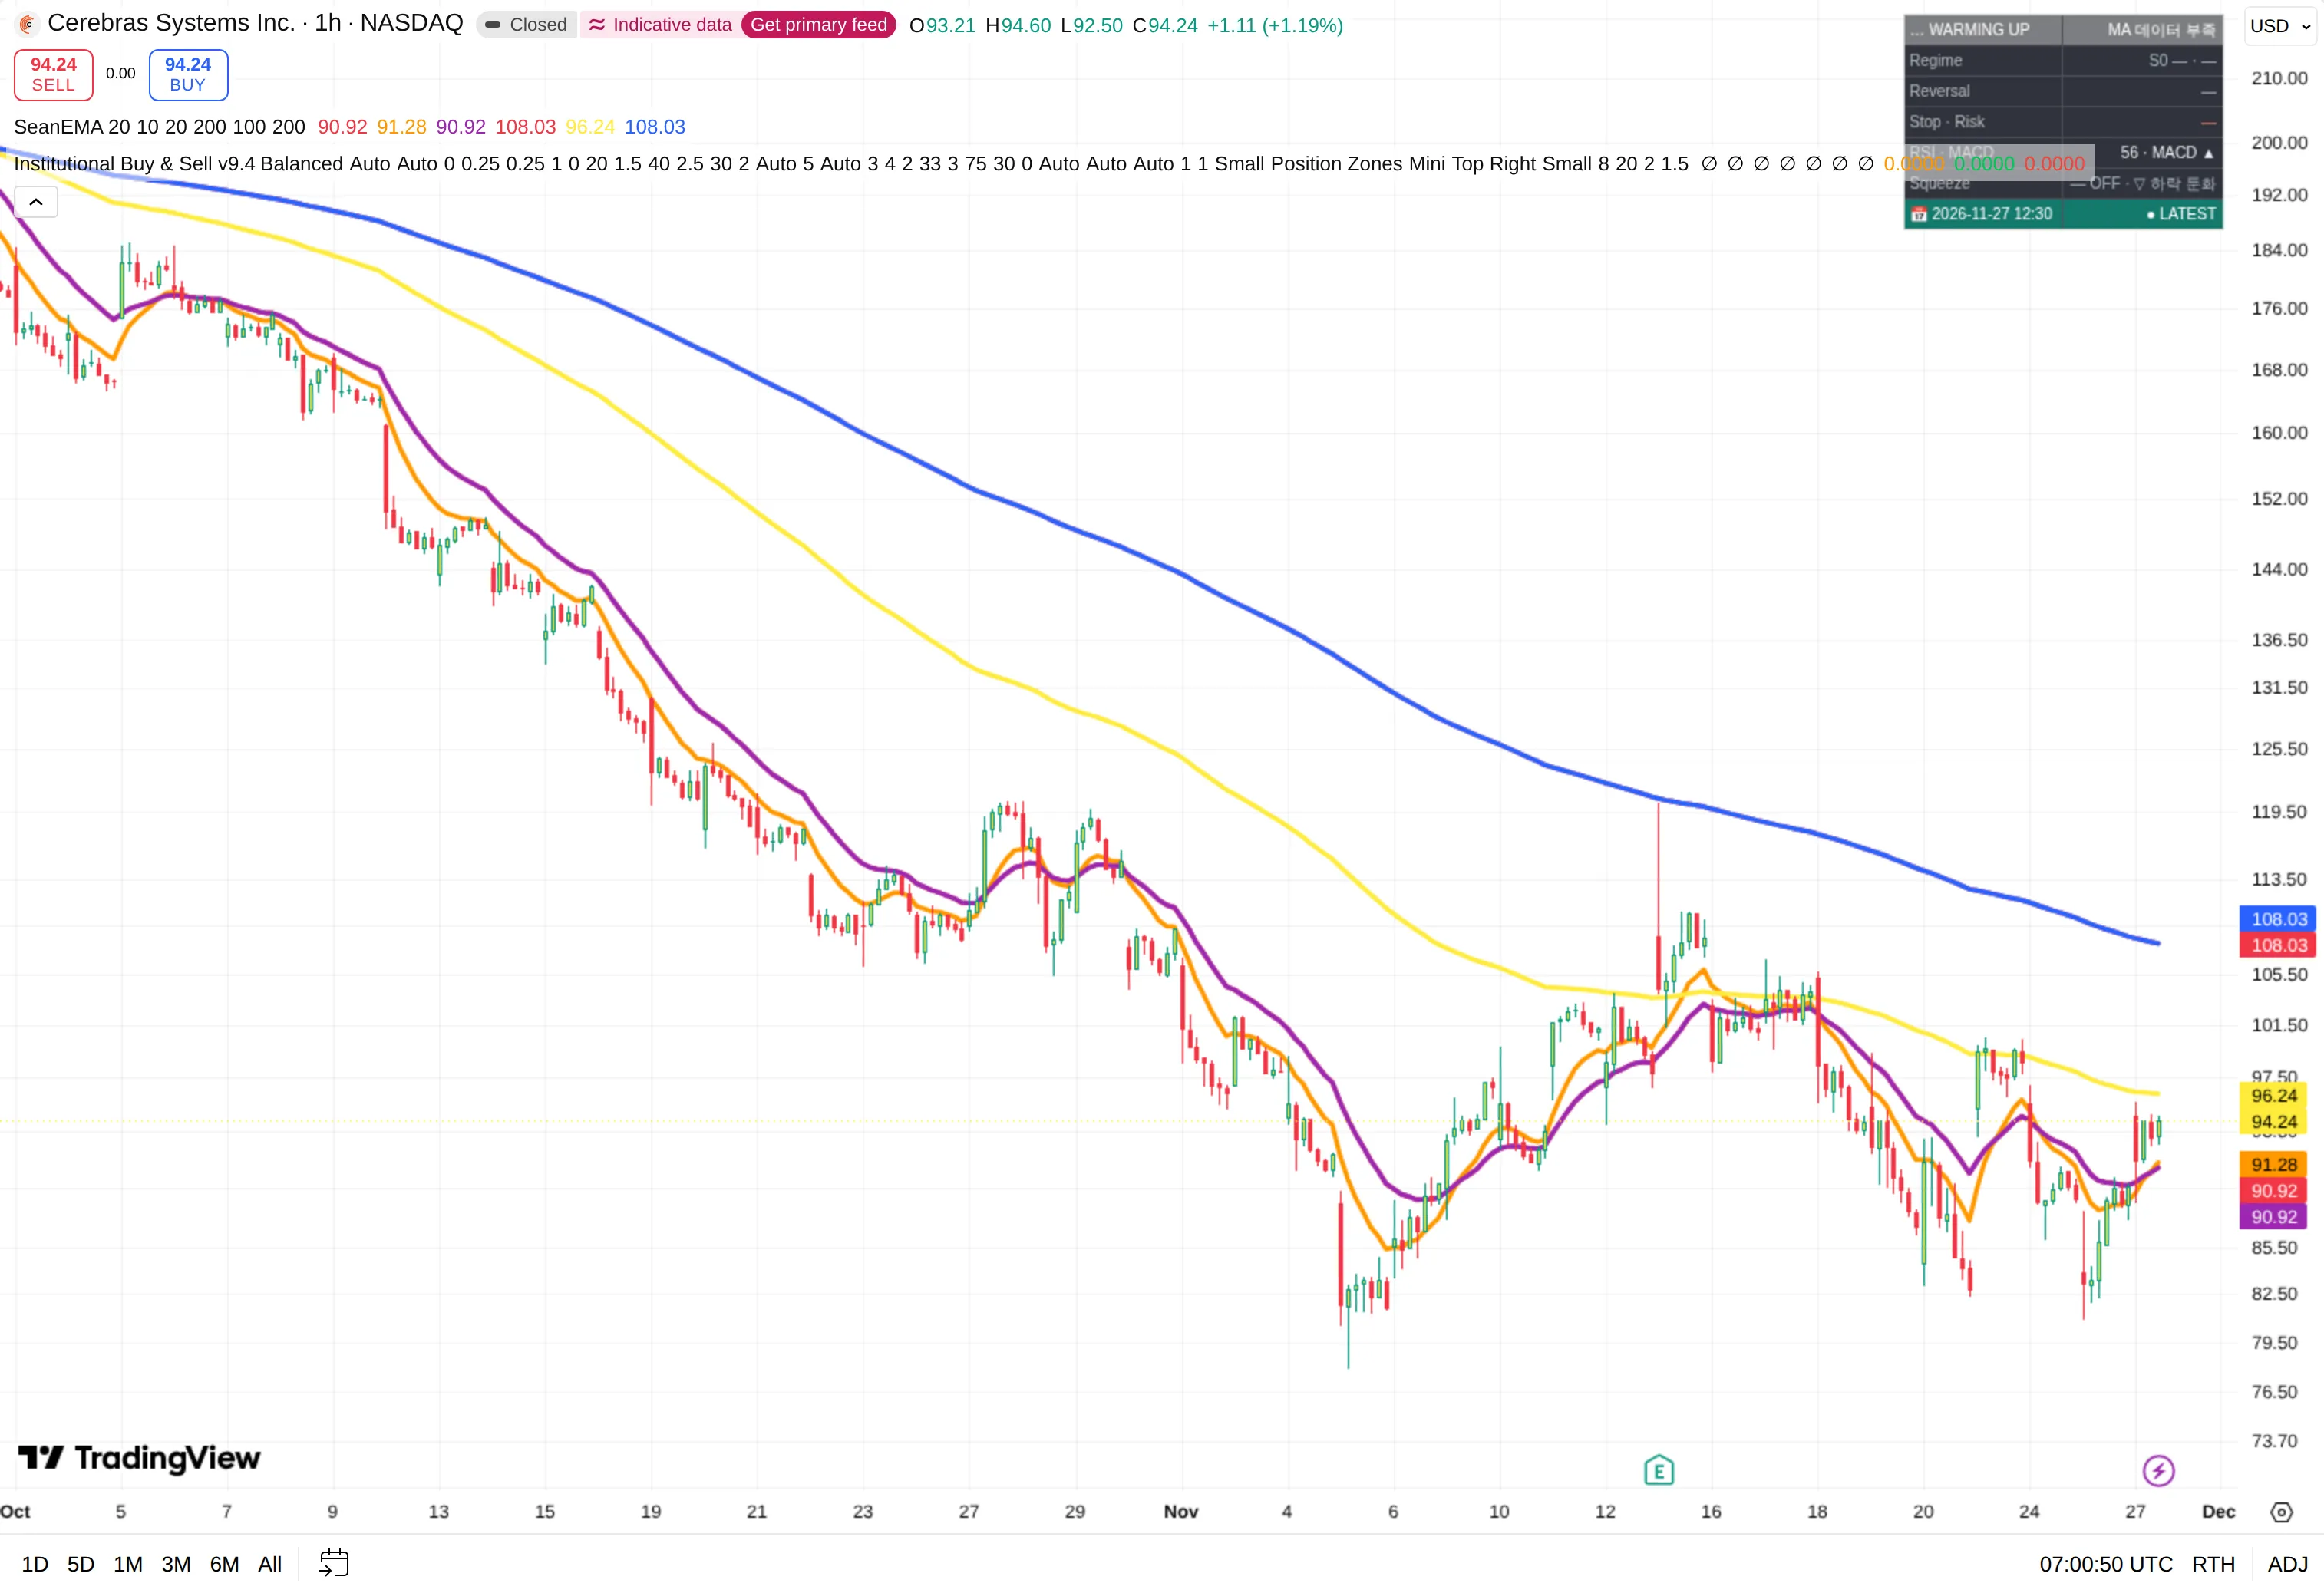 Cerebras Systems Inc. · 1h · NASDAQ Closed Indicative data Get primary feed O93.21 H94.60 L92.50 C94.24 +1.11 (+1.19%)
94.24 SELL 0.00 94.24 BUY
SeanEMA 20 10 20 200 100 200 90.92 91.28 90.92 108.03 96.24 108.03
Institutional Buy & Sell v9.4 Balanced Auto Auto 0 0.25 0.25 1 0 20 1.5 40 2.5 30 2 Auto 5 Auto 3 4 2 33 3 75 30 0 Auto Auto Auto 1 1 Small Position Zones Mini Top Right Small 8 20 2 1.5 ∅ ∅ ∅ ∅ ∅ ∅ ∅ 0.0000 0.0000 0.0000
... WARMING UP MA 데이터 부족
Regime S0 — · —
Reversal —
Stop · Risk —
RSI · MACD 56 · MACD ▲
Squeeze — OFF · ▽ 하락 둔화
2026-11-27 12:30 ● LATEST
USD
210.00
200.00
192.00
184.00
176.00
168.00
160.00
152.00
144.00
136.50
131.50
125.50
119.50
113.50
108.03
108.03
105.50
101.50
97.50
96.24
94.24
91.28
90.92
90.92
85.50
82.50
79.50
76.50
73.70
TradingView
E
Oct 5 7 9 13 15 19 21 23 27 29 Nov 4 6 10 12 16 18 20 24 27 Dec
1D 5D 1M 3M 6M All 07:00:50 UTC RTH ADJ